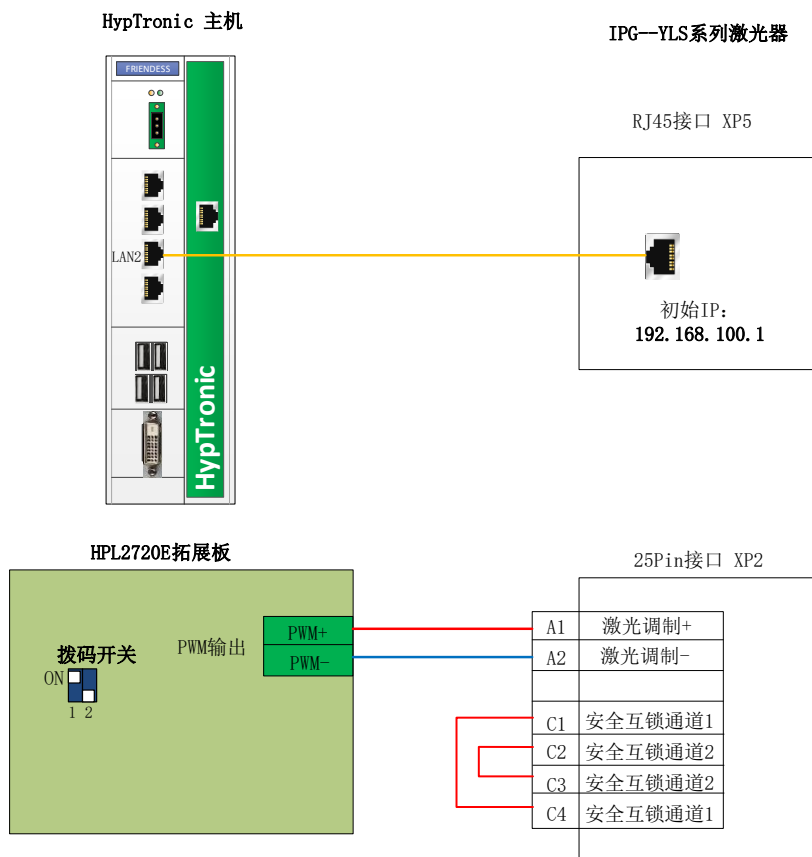 HypTronic 主机
IPG--YLS系列激光器
FRIENDESS
RJ45接口 XP5
LAN2
初始IP:
192.168.100.1
HypTronic
HPL2720E拓展板
25Pin接口 XP2
PWM输出
PWM+
PWM-
拨码开关
ON
1 2
A1 激光调制+
A2 激光调制-
C1 安全互锁通道1
C2 安全互锁通道2
C3 安全互锁通道2
C4 安全互锁通道1